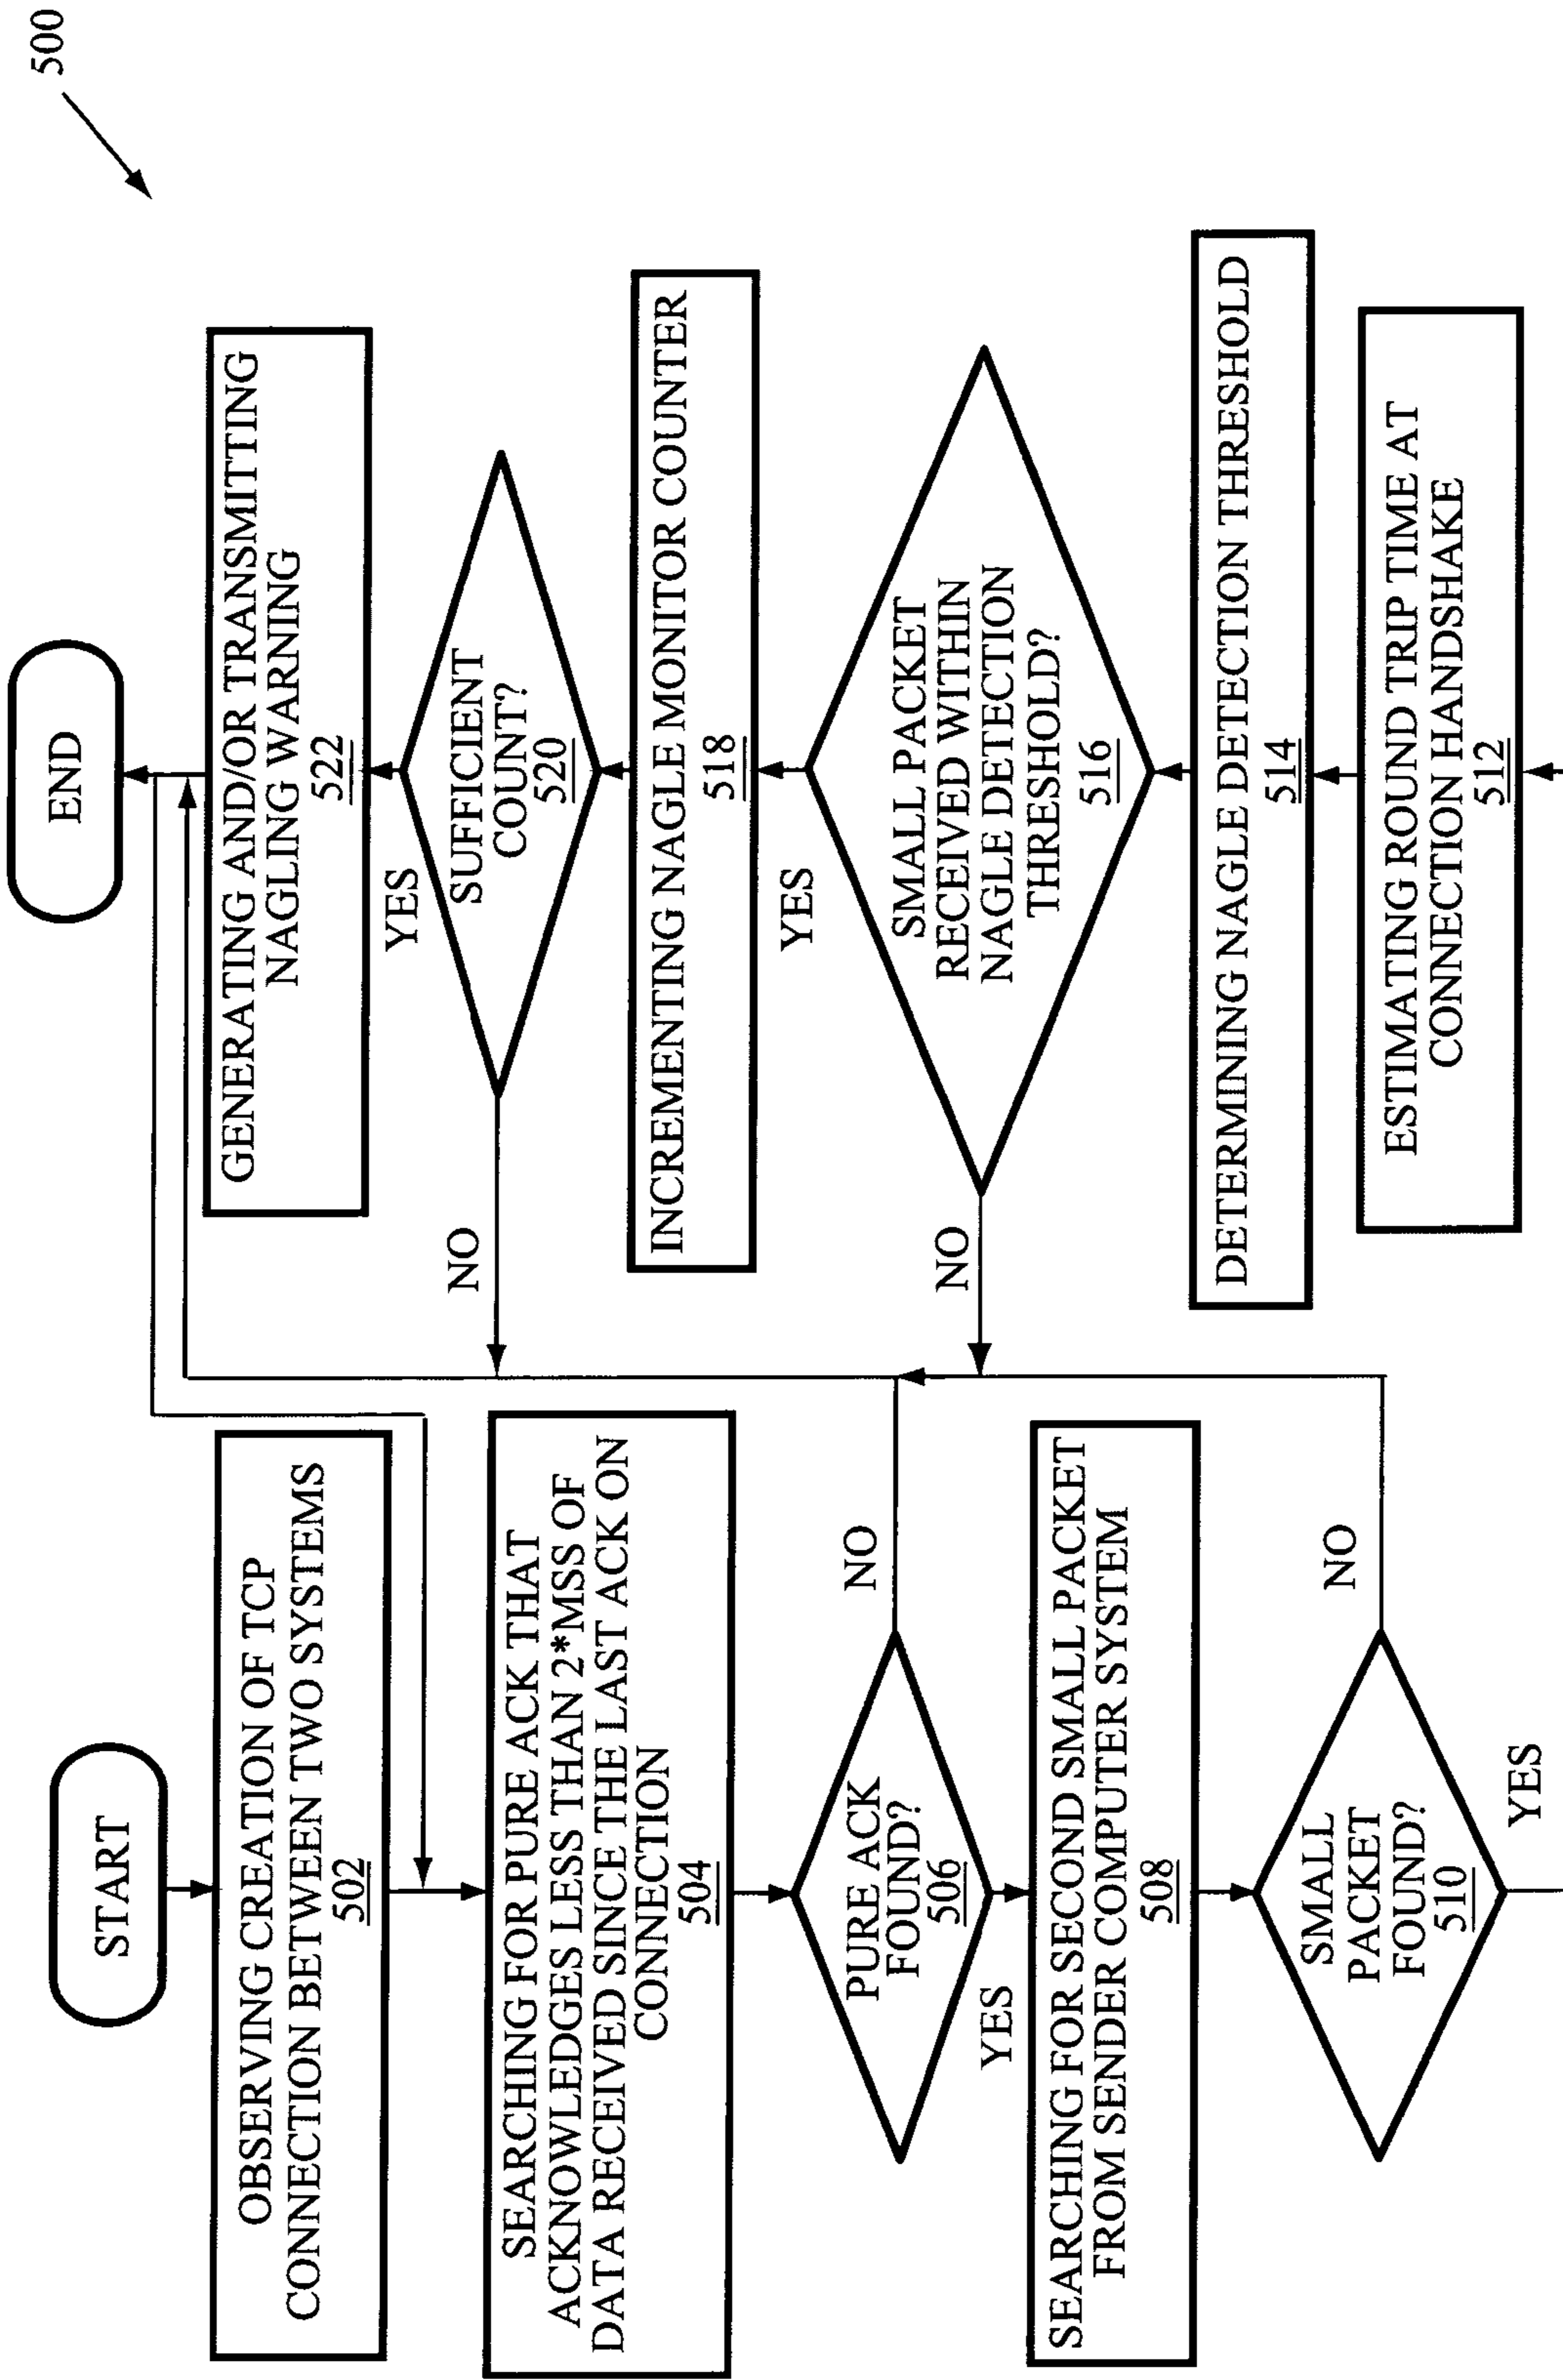 500
START
OBSERVING CREATION OF TCP
CONNECTION BETWEEN TWO SYSTEMS
502
SEARCHING FOR PURE ACK THAT
ACKNOWLEDGES LESS THAN 2*MSS OF
DATA RECEIVED SINCE THE LAST ACK ON
CONNECTION
504
PURE ACK
FOUND?
506
NO
YES
SEARCHING FOR SECOND SMALL PACKET
FROM SENDER COMPUTER SYSTEM
508
SMALL
PACKET
FOUND?
510
NO
YES
END
GENERATING AND/OR TRANSMITTING
NAGLING WARNING
522
YES
SUFFICIENT
COUNT?
520
NO
INCREMENTING NAGLE MONITOR COUNTER
518
YES
SMALL PACKET
RECEIVED WITHIN
NAGLE DETECTION
THRESHOLD?
516
NO
DETERMINING NAGLE DETECTION THRESHOLD
514
ESTIMATING ROUND TRIP TIME AT
CONNECTION HANDSHAKE
512